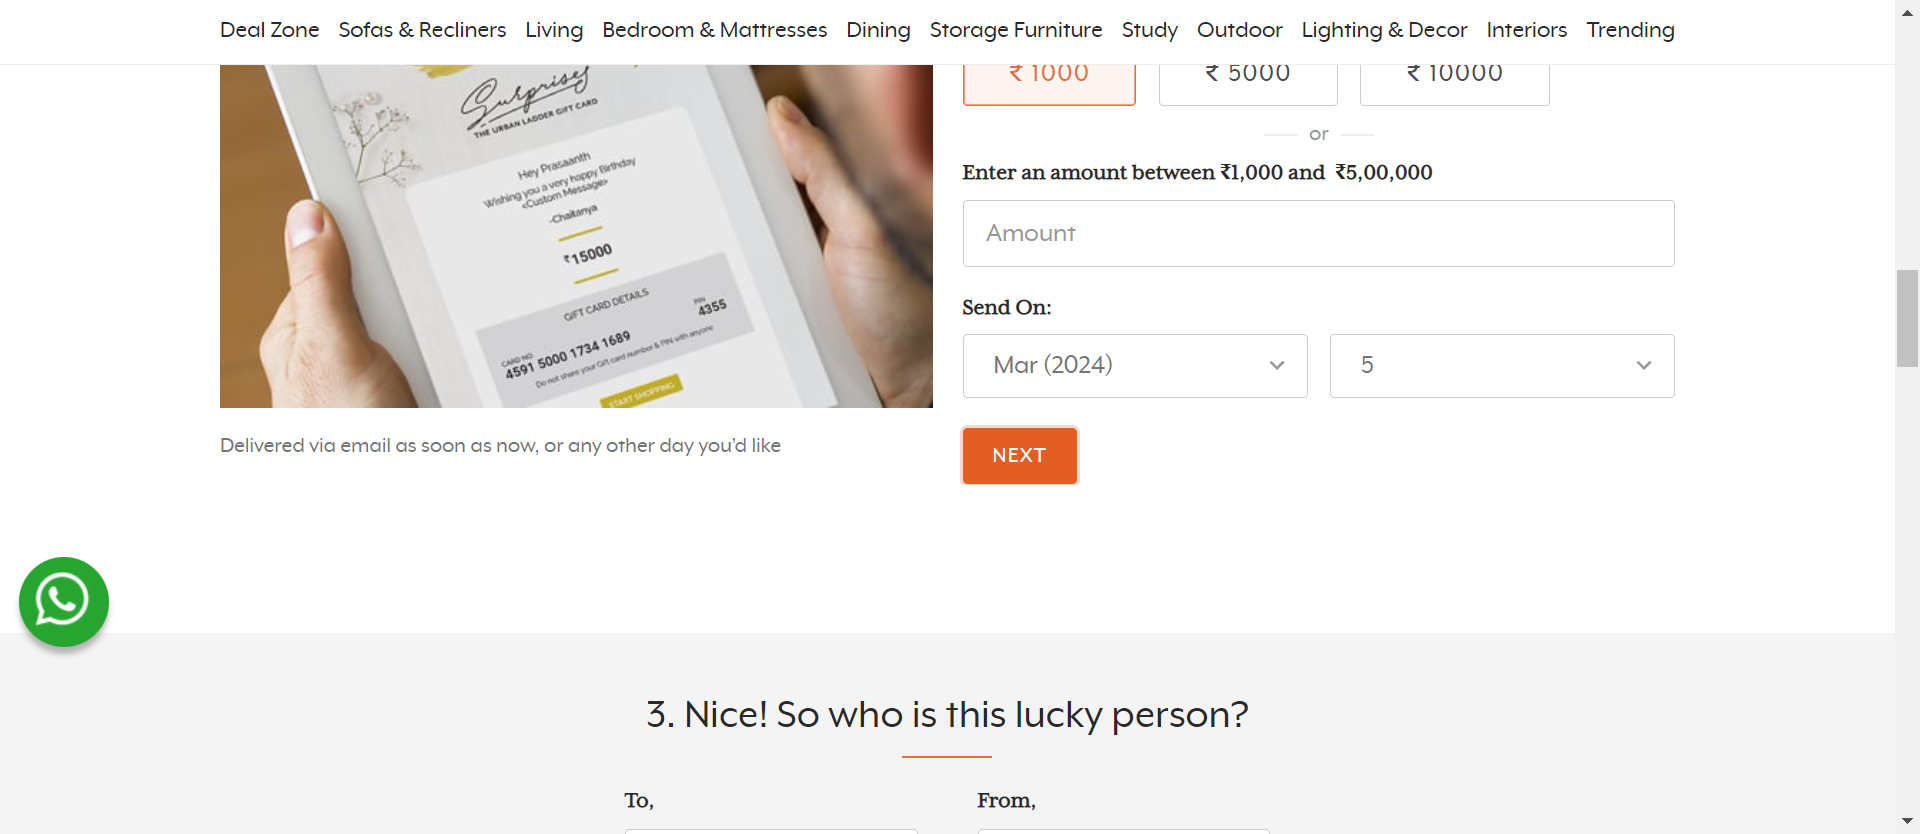 Deal Zone Sofas & Recliners Living Bedroom & Mattresses Dining Storage Furniture Study Outdoor Lighting & Decor Interiors Trending
Surprise!
THE URBAN LADDER GIFT CARD
Hey Prasaanth
Wishing you a very happy Birthday
<Custom Message>
-Chaitanya
₹15000
GIFT CARD DETAILS
CARD NO. PIN
4591 5000 1734 1689 4355
Do not share your Gift card number & PIN with anyone
START SHOPPING
Delivered via email as soon as now, or any other day you’d like
₹ 1000 ₹ 5000 ₹ 10000
or
Enter an amount between ₹1,000 and ₹5,00,000
Amount
Send On:
Mar (2024) 5
NEXT
3. Nice! So who is this lucky person?
To, From,